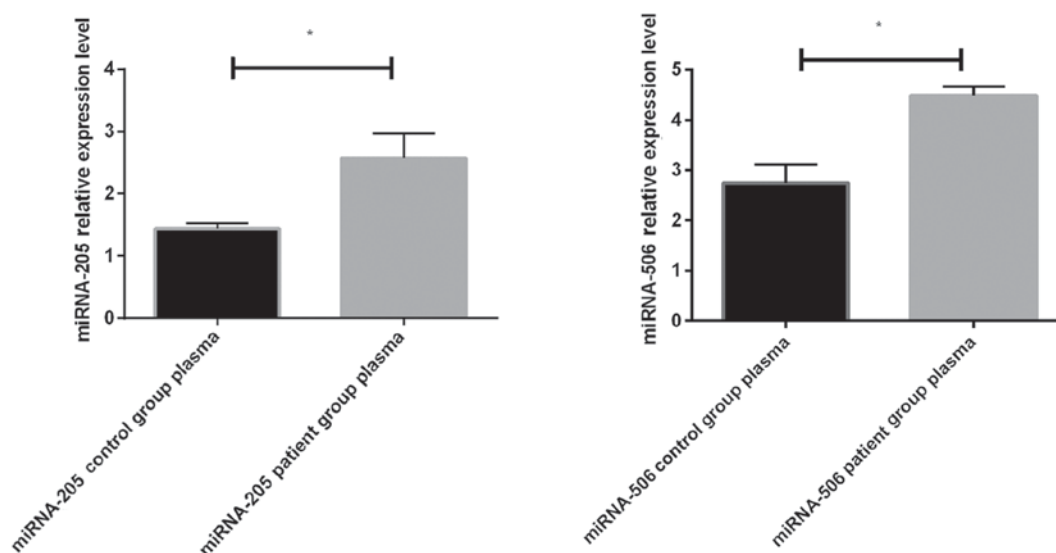 *
miRNA-205 relative expression level
4
3
2
1
0
miRNA-205 control group plasma
miRNA-205 patient group plasma
*
miRNA-506 relative expression level
5
4
3
2
1
0
miRNA-506 control group plasma
miRNA-506 patient group plasma